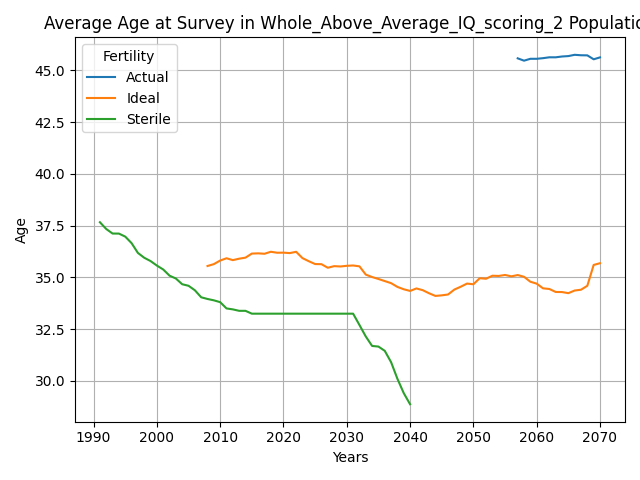 Average Age at Survey in Whole_Above_Average_IQ_scoring_2 Populatio
Fertility
Actual
Ideal
Sterile
45.0
42.5
40.0
37.5
35.0
32.5
30.0
Age
1990 2000 2010 2020 2030 2040 2050 2060 2070
Years